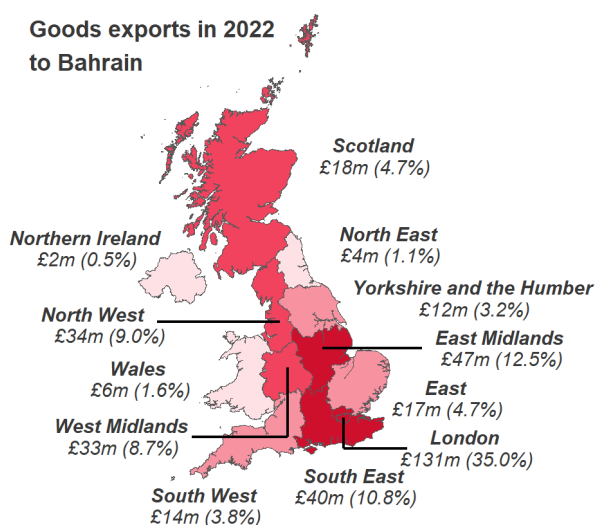 Goods exports in 2022
to Bahrain
Scotland
£18m (4.7%)
Northern Ireland
£2m (0.5%)
North East
£4m (1.1%)
Yorkshire and the Humber
£12m (3.2%)
North West
£34m (9.0%)
East Midlands
£47m (12.5%)
Wales
£6m (1.6%)
East
£17m (4.7%)
West Midlands
£33m (8.7%)
London
£131m (35.0%)
South East
£40m (10.8%)
South West
£14m (3.8%)